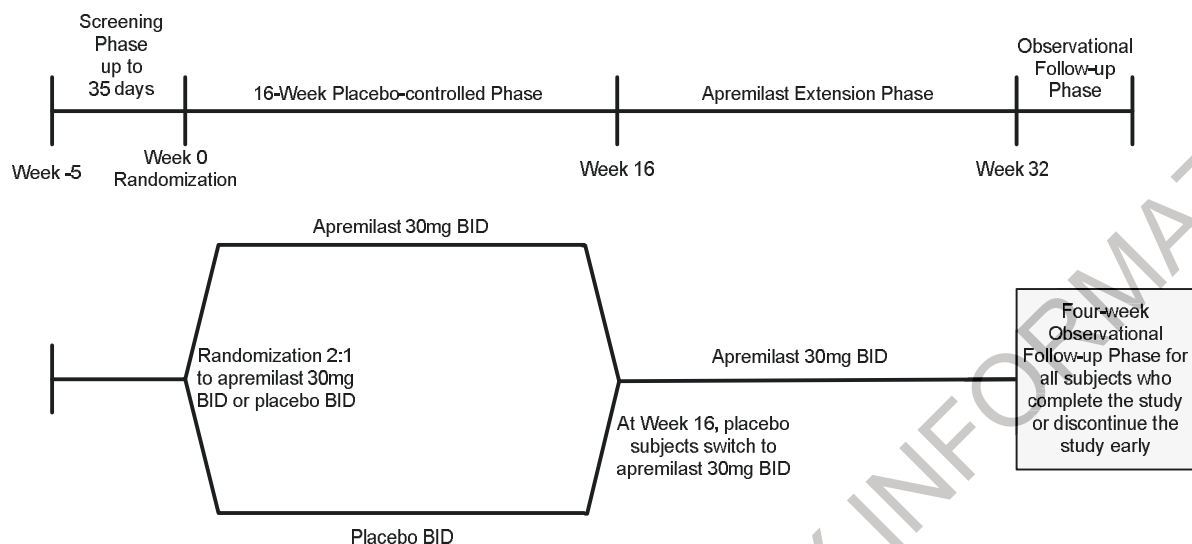 Screening
Phase
up to
35 days
16-Week Placebo-controlled Phase
Apremilast Extension Phase
Observational
Follow-up
Phase
Week -5
Week 0
Randomization
Week 16
Week 32
Apremilast 30mg BID
Randomization 2:1
to apremilast 30mg
BID or placebo BID
Placebo BID
Apremilast 30mg BID
At Week 16, placebo
subjects switch to
apremilast 30mg BID
Four-week
Observational
Follow-up Phase for
all subjects who
complete the study
or discontinue the
study early